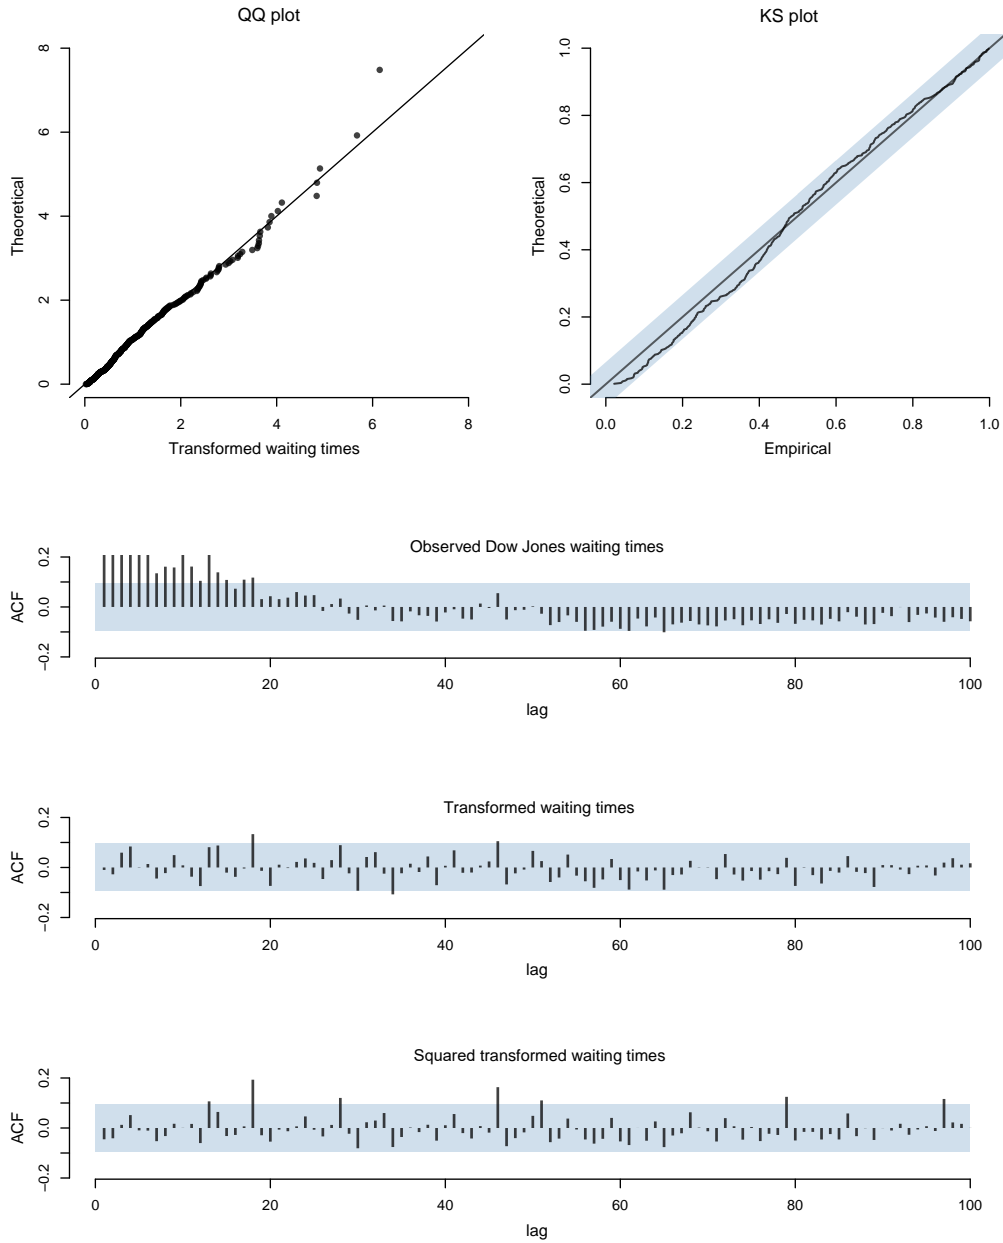 QQ plot
8
6
4
2
0
Theoretical
0 2 4 6 8
Transformed waiting times
KS plot
1.0
0.8
0.6
0.4
0.2
0.0
Theoretical
0.0 0.2 0.4 0.6 0.8 1.0
Empirical
Observed Dow Jones waiting times
0.2
0.0
−0.2
ACF
0 20 40 60 80 100
lag
Transformed waiting times
0.2
0.0
−0.2
ACF
0 20 40 60 80 100
lag
Squared transformed waiting times
0.2
0.0
−0.2
ACF
0 20 40 60 80 100
lag